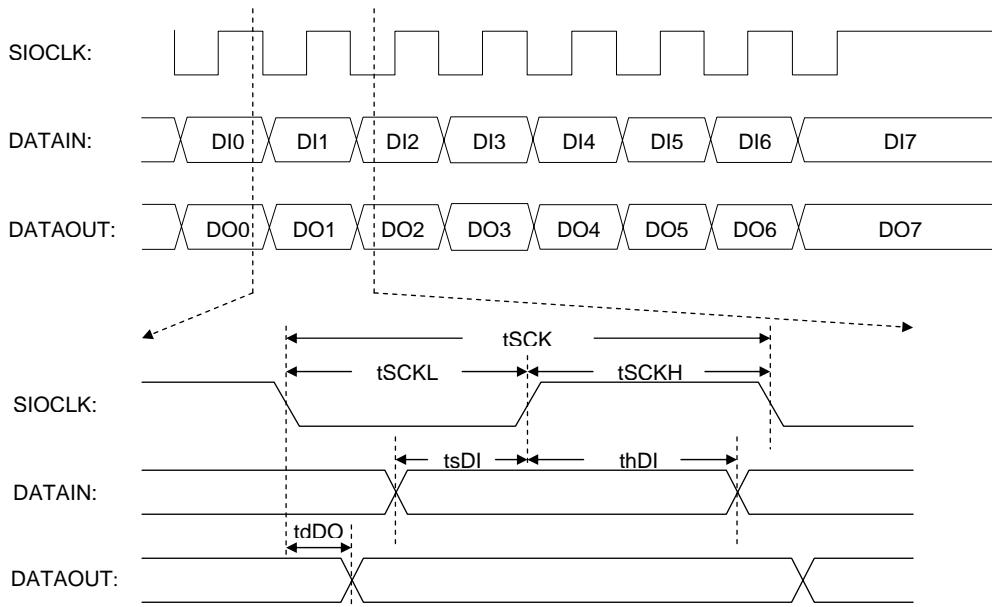 SIOCLK:
DATAIN: DI0 DI1 DI2 DI3 DI4 DI5 DI6 DI7
DATAOUT: DO0 DO1 DO2 DO3 DO4 DO5 DO6 DO7
tSCK
tSCKL tSCKH
SIOCLK:
tsDI thDI
DATAIN:
tdDO
DATAOUT: